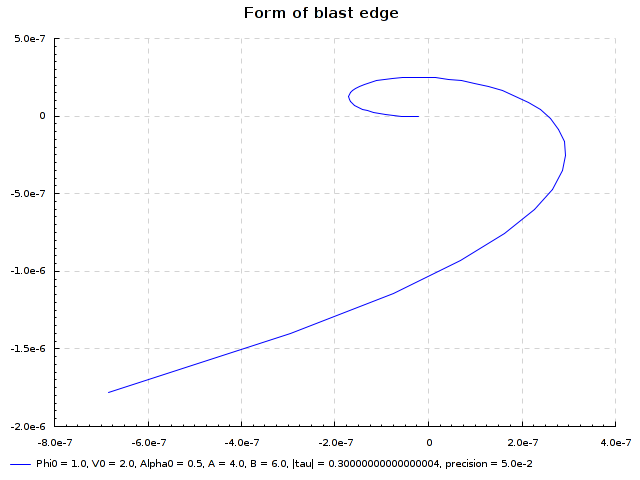 Form of blast edge
5.0e-7
0
-5.0e-7
-1.0e-6
-1.5e-6
-2.0e-6
-8.0e-7 -6.0e-7 -4.0e-7 -2.0e-7 0 2.0e-7 4.0e-7
Phi0 = 1.0, V0 = 2.0, Alpha0 = 0.5, A = 4.0, B = 6.0, |tau| = 0.30000000000000004, precision = 5.0e-2